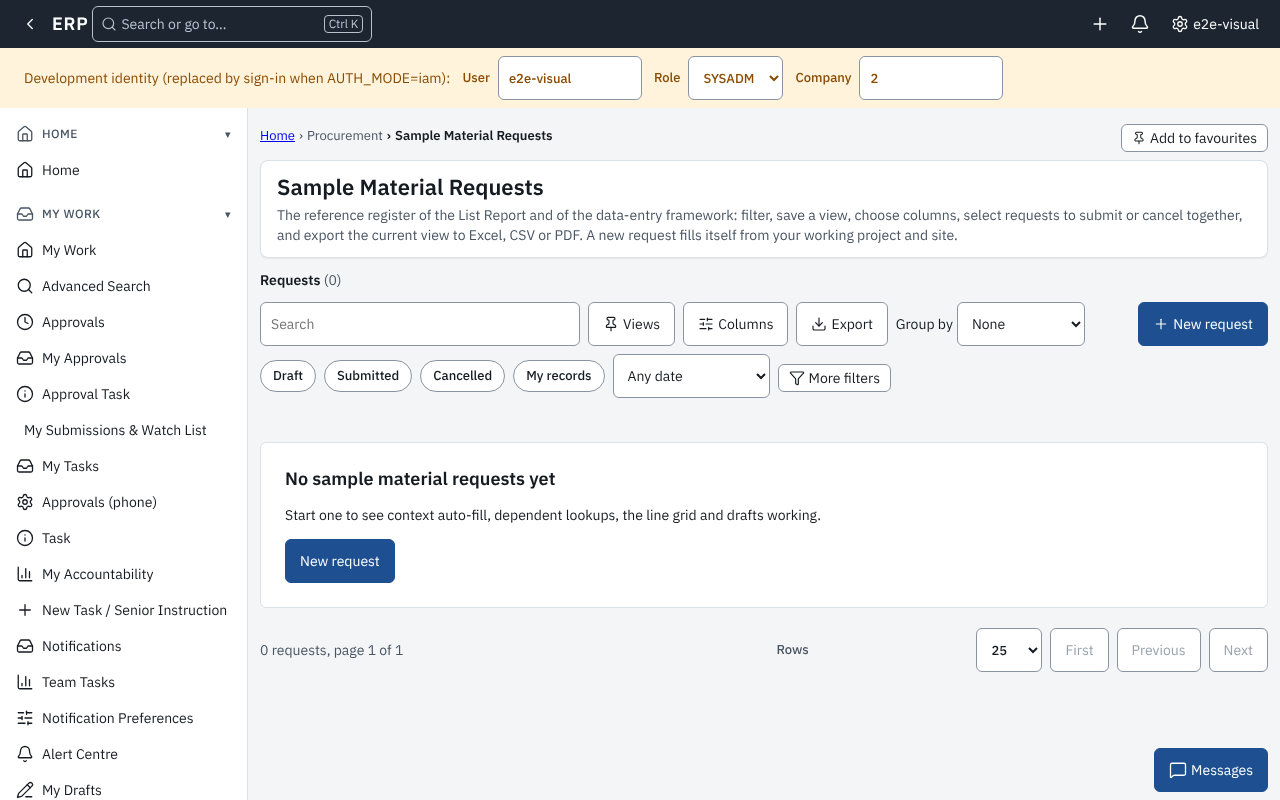 ERP
Search or go to...
Ctrl K
e2e-visual
Development identity (replaced by sign-in when AUTH_MODE=iam):
User
e2e-visual
Role
SYSADM
Company
2
HOME
Home
MY WORK
My Work
Advanced Search
Approvals
My Approvals
Approval Task
My Submissions & Watch List
My Tasks
Approvals (phone)
Task
My Accountability
New Task / Senior Instruction
Notifications
Team Tasks
Notification Preferences
Alert Centre
My Drafts
Home › Procurement › Sample Material Requests
Add to favourites
Sample Material Requests
The reference register of the List Report and of the data-entry framework: filter, save a view, choose columns, select requests to submit or cancel together,
and export the current view to Excel, CSV or PDF. A new request fills itself from your working project and site.
Requests (0)
Search
Views
Columns
Export
Group by
None
New request
Draft
Submitted
Cancelled
My records
Any date
More filters
No sample material requests yet
Start one to see context auto-fill, dependent lookups, the line grid and drafts working.
New request
0 requests, page 1 of 1
Rows
25
First
Previous
Next
Messages